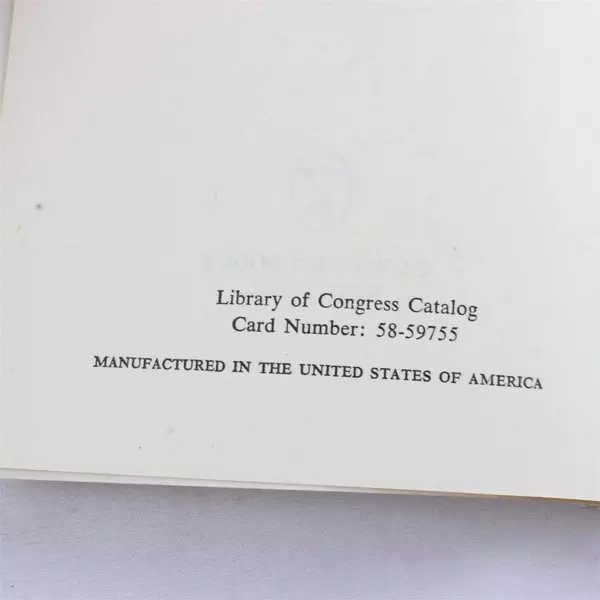 Library of Congress Catalog
Card Number: 58-59755
MANUFACTURED IN THE UNITED STATES OF AMERICA